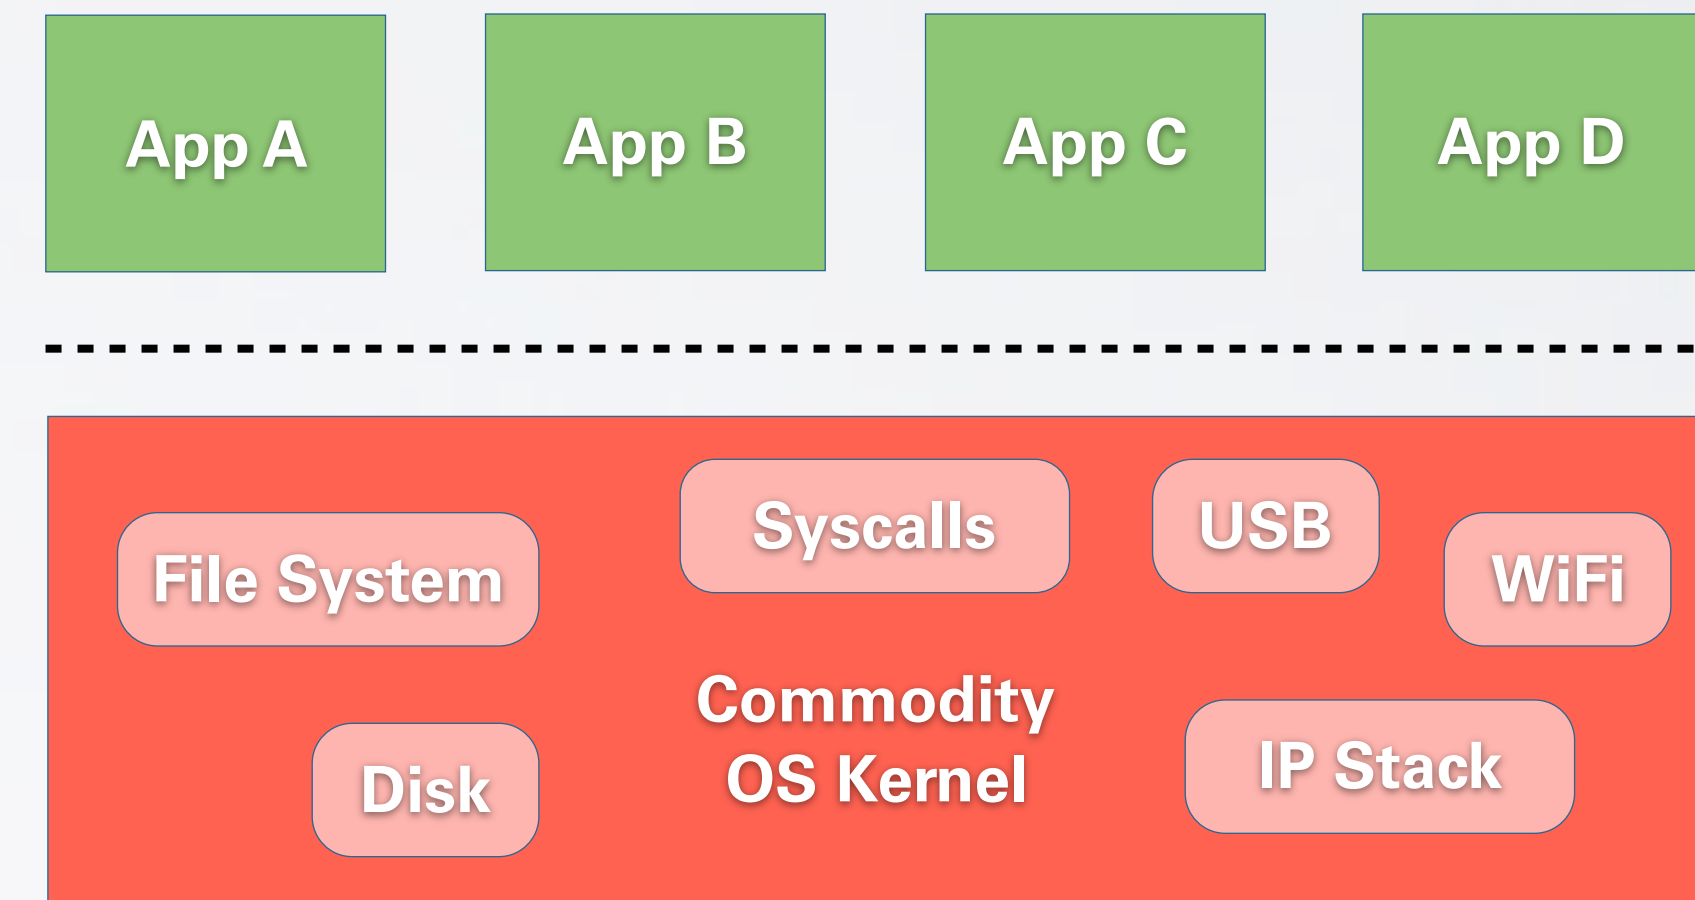 App A
App B
App C
App D
Syscalls
USB
File System
WiFi
Commodity
OS Kernel
IP Stack
Disk